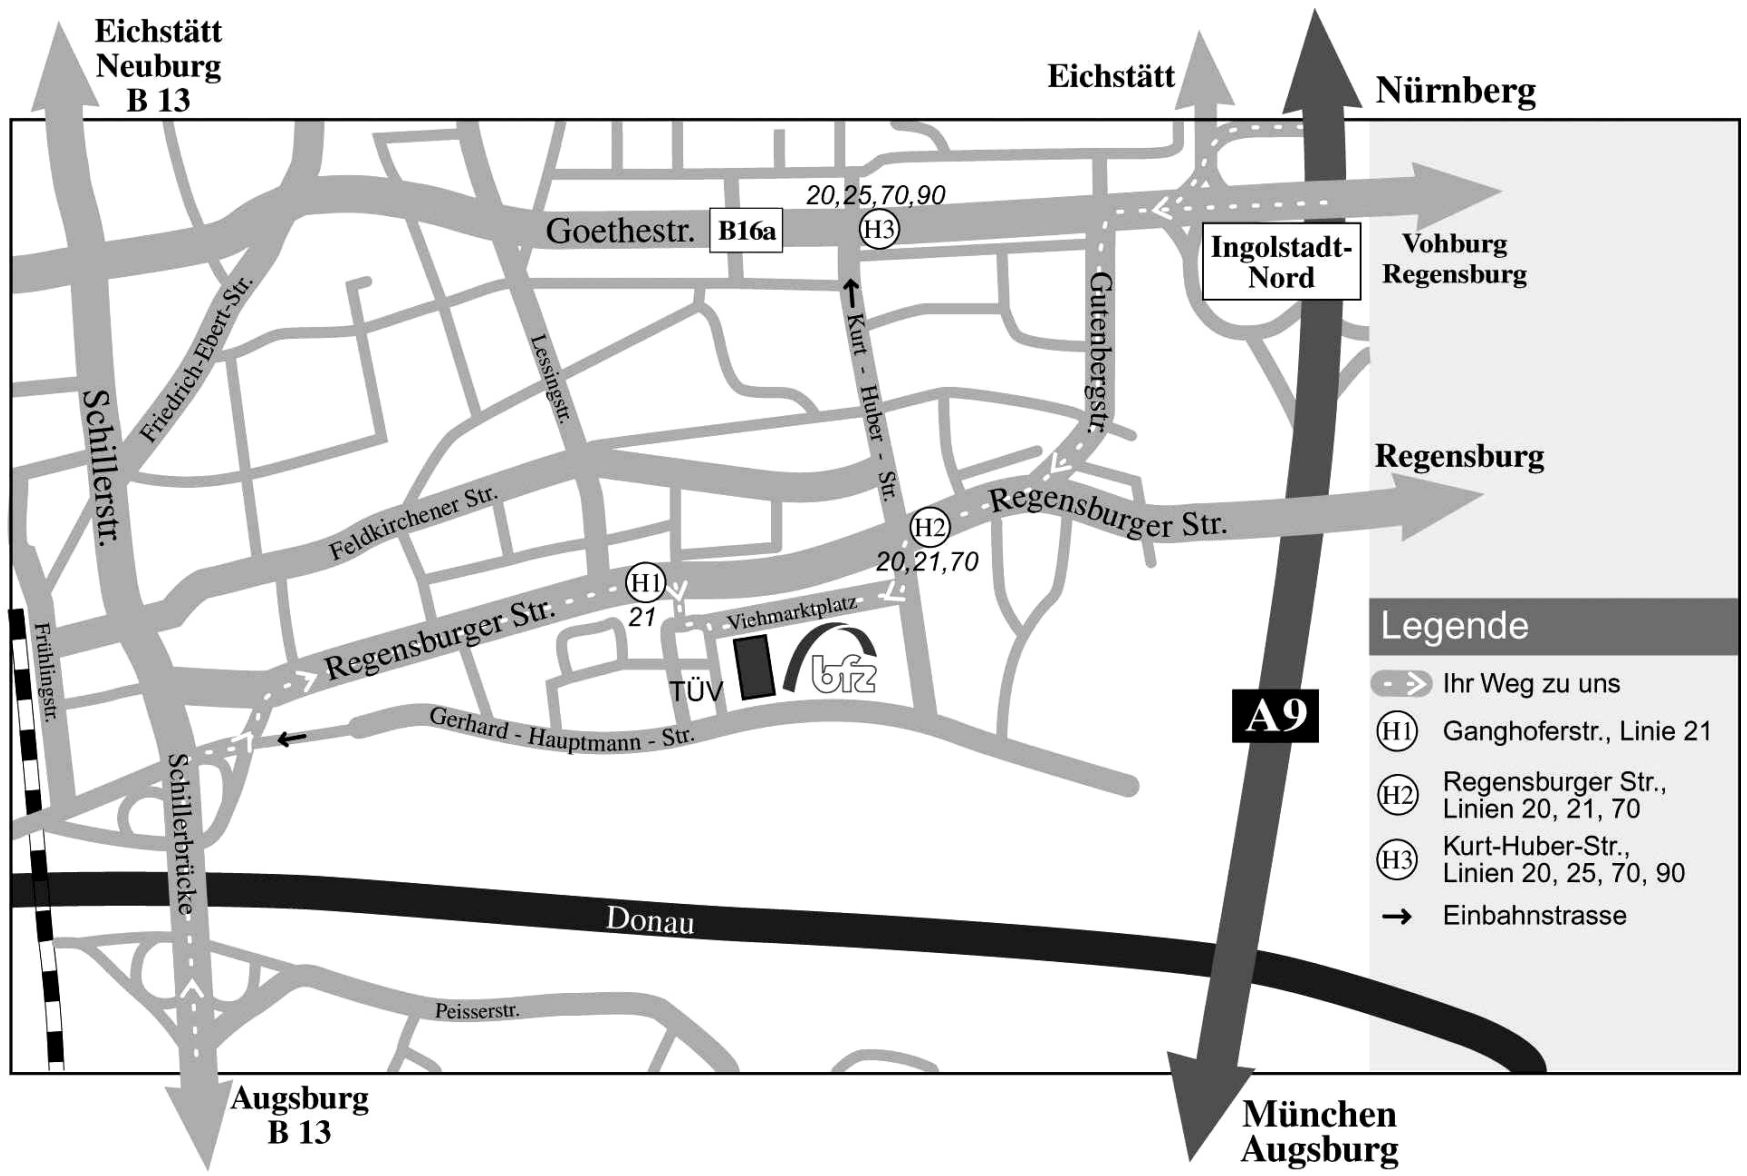 Eichstätt
Neuburg
B 13
Eichstätt
Nürnberg
20,25,70,90
Goethestr.
B16a
H3
Ingolstadt-
Nord
Vohburg
Regensburg
Friedrich-Ebert-Str.
Lessingstr.
Kurt - Huber - Str.
Gutenbergstr.
Schillerstr.
Regensburg
Feldkirchener Str.
Regensburger Str.
H2
20,21,70
H1
21
Regensburger Str.
Viehmarktplatz
Frühlingstr.
TÜV
bfz
Gerhard - Hauptmann - Str.
A9
Schillerbrücke
Donau
Peisserstr.
Legende
Ihr Weg zu uns
H1 Ganghoferstr., Linie 21
H2 Regensburger Str.,
Linien 20, 21, 70
H3 Kurt-Huber-Str.,
Linien 20, 25, 70, 90
Einbahnstrasse
Augsburg
B 13
München
Augsburg